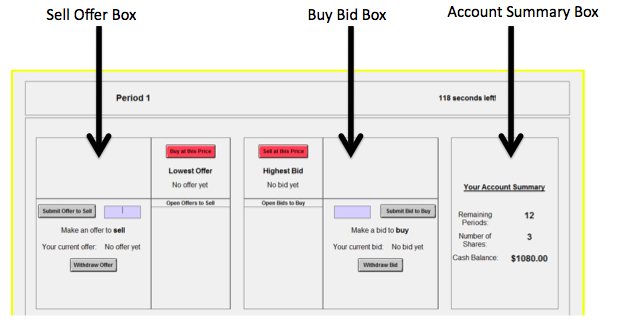 Sell Offer Box
Buy Bid Box
Account Summary Box
Period 1
118 seconds left!
Buy at this Price
Lowest Offer
No offer yet
Open Offers to Sell
Submit Offer to Sell
Make an offer to sell
Your current offer: No offer yet
Withdraw Offer
Sell at this Price
Highest Bid
No bid yet
Open Bids to Buy
Submit Bid to Buy
Make a bid to buy
Your current bid: No bid yet
Withdraw Bid
Your Account Summary
Remaining Periods: 12
Number of Shares: 3
Cash Balance: $1080.00